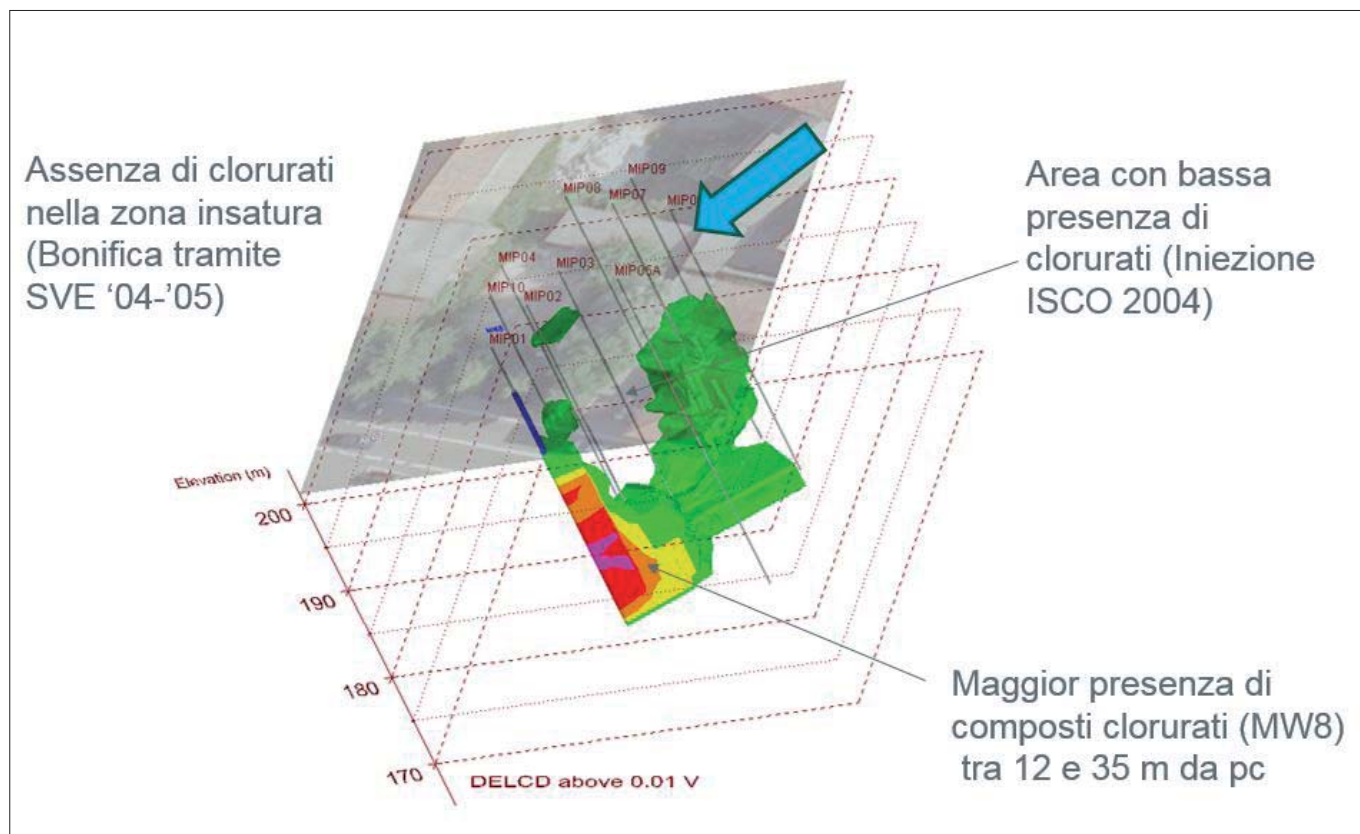 Assenza di clorurati
nella zona insatura
(Bonifica tramite
SVE ‘04-’05)
MIP09
MIP08
MIP07
MIP04
MIP03
MIP05A
MIP10
MIP02
MIP01
Area con bassa
presenza di
clorurati (Iniezione
ISCO 2004)
Elevation (m)
200
190
180
170
DELCD above 0.01 V
Maggior presenza di
composti clorurati (MW8)
tra 12 e 35 m da pc